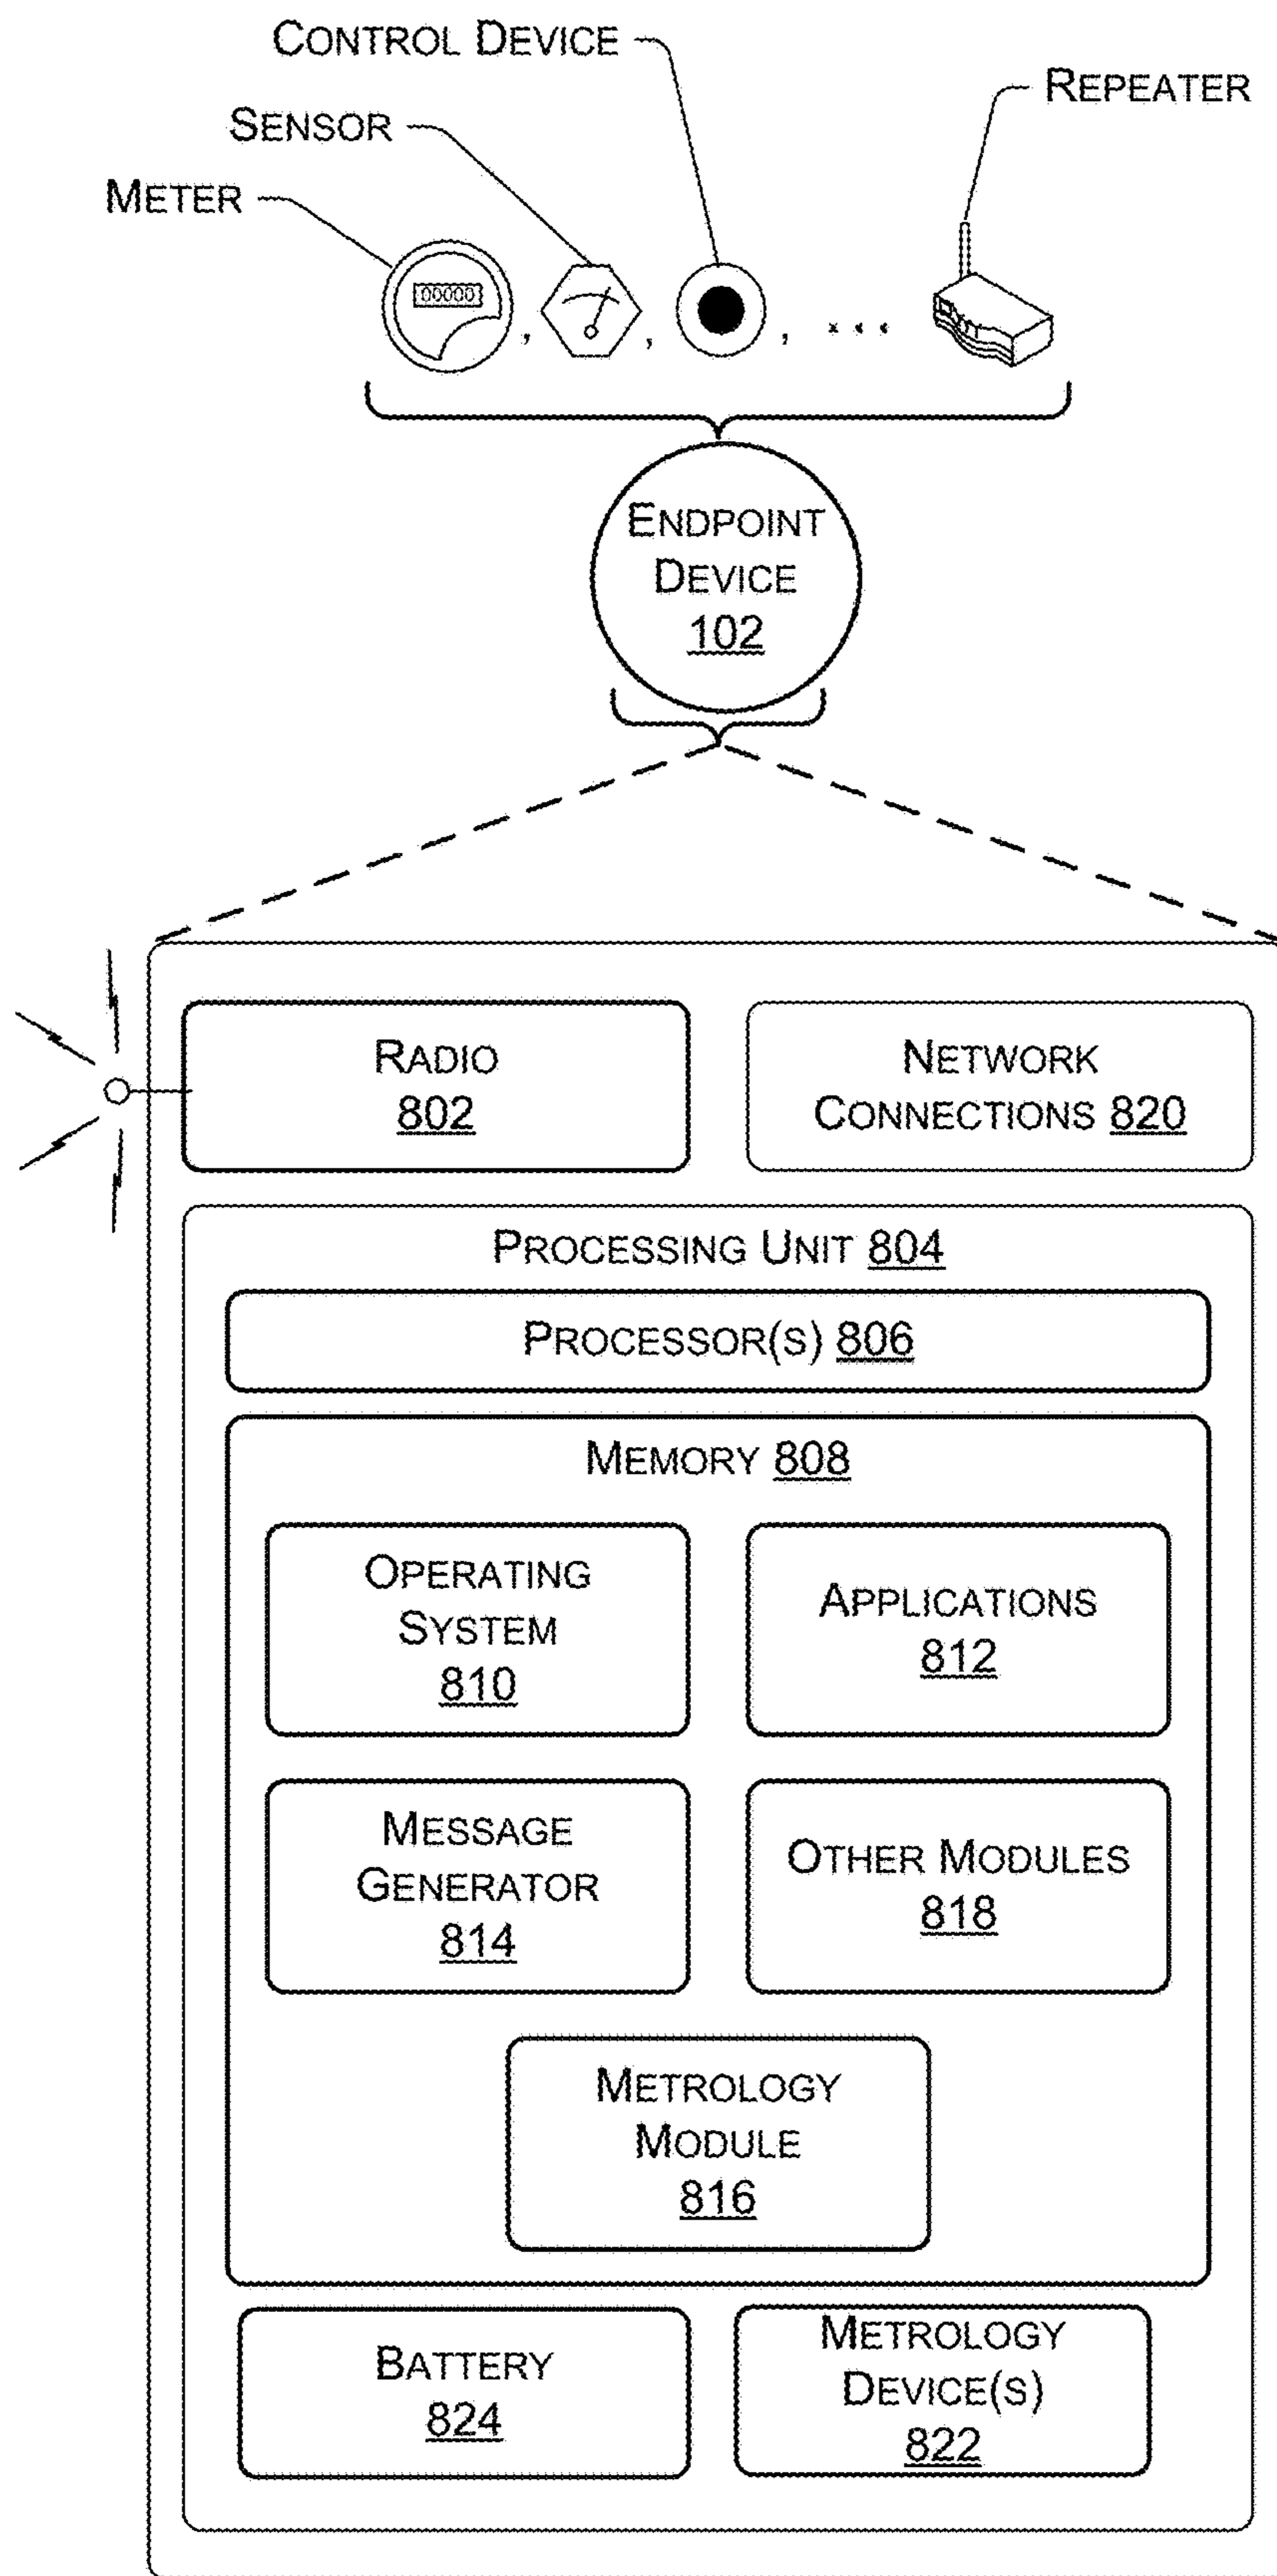 CONTROL DEVICE
REPEATER
SENSOR
METER
00000
, , , ...
ENDPOINT
DEVICE
102
RADIO
802
NETWORK
CONNECTIONS 820
PROCESSING UNIT 804
PROCESSOR(S) 806
MEMORY 808
OPERATING
SYSTEM
810
APPLICATIONS
812
MESSAGE
GENERATOR
814
OTHER MODULES
818
METROLOGY
MODULE
816
BATTERY
824
METROLOGY
DEVICE(S)
822